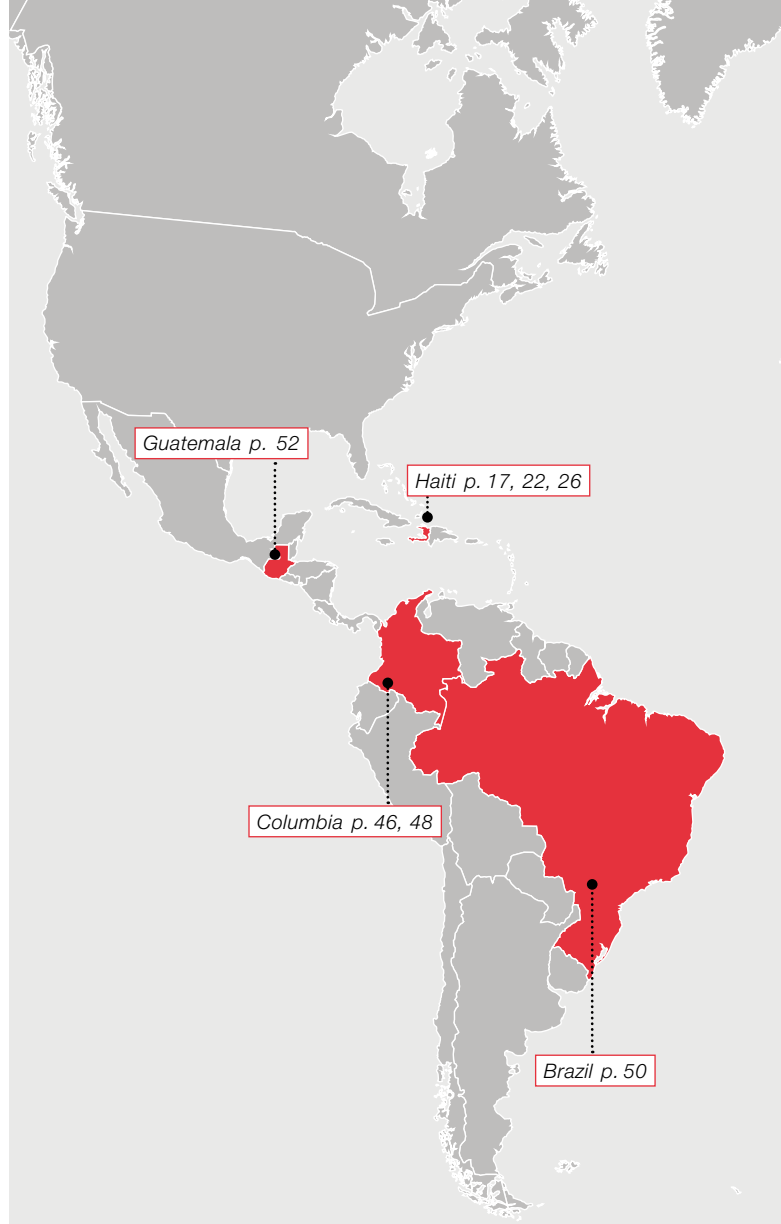 Guatemala p. 52
Haiti p. 17, 22, 26
Columbia p. 46, 48
Brazil p. 50